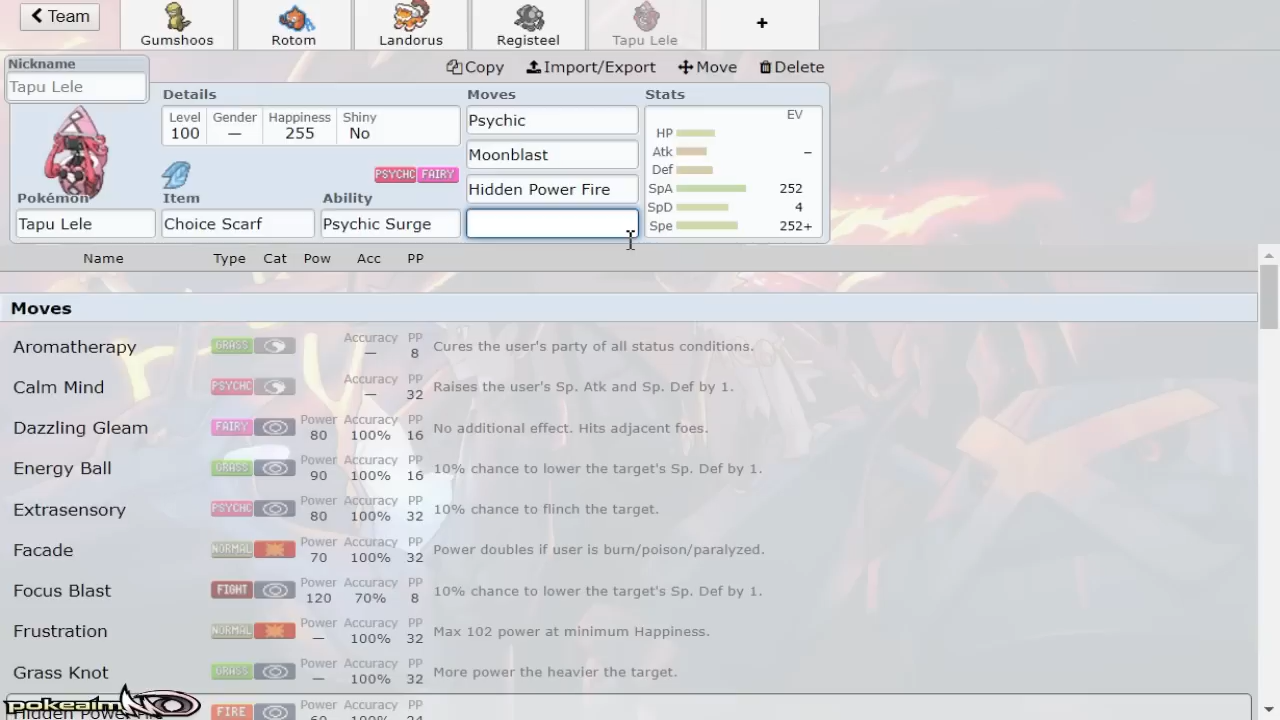 Team
Gumshoos
Rotom
Landorus
Registeel
Tapu Lele
+
Nickname
Tapu Lele
Copy
Import/Export
Move
Delete
Details
Moves
Stats
Level
Gender
Happiness
Shiny
100
—
255
No
PSYCHC FAIRY
Pokémon
Item
Ability
Tapu Lele
Choice Scarf
Psychic Surge
Psychic
Moonblast
Hidden Power Fire
EV
HP
Atk –
Def
SpA 252
SpD 4
Spe 252+
Name Type Cat Pow Acc PP
Moves
Aromatherapy GRASS Accuracy — PP 8 Cures the user's party of all status conditions.
Calm Mind PSYCHC Accuracy — PP 32 Raises the user's Sp. Atk and Sp. Def by 1.
Dazzling Gleam FAIRY Power 80 Accuracy 100% PP 16 No additional effect. Hits adjacent foes.
Energy Ball GRASS Power 90 Accuracy 100% PP 16 10% chance to lower the target's Sp. Def by 1.
Extrasensory PSYCHC Power 80 Accuracy 100% PP 32 10% chance to flinch the target.
Facade NORMAL Power 70 Accuracy 100% PP 32 Power doubles if user is burn/poison/paralyzed.
Focus Blast FIGHT Power 120 Accuracy 70% PP 8 10% chance to lower the target's Sp. Def by 1.
Frustration NORMAL Power — Accuracy 100% PP 32 Max 102 power at minimum Happiness.
Grass Knot GRASS Power — Accuracy 100% PP 32 More power the heavier the target.
Hidden Power FIRE Power Accuracy PP
pokeaim